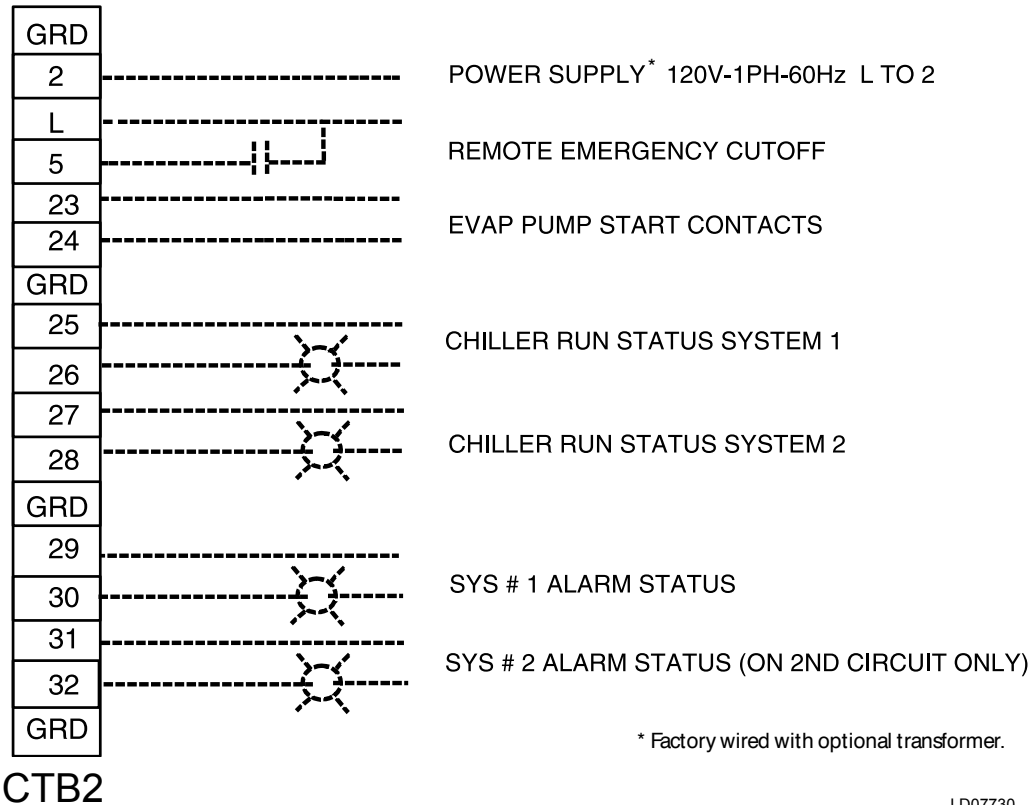 GRD
2 POWER SUPPLY* 120V-1PH-60Hz L TO 2
L
5 REMOTE EMERGENCY CUTOFF
23
24 EVAP PUMP START CONTACTS
GRD
25
26 CHILLER RUN STATUS SYSTEM 1
27
28 CHILLER RUN STATUS SYSTEM 2
GRD
29
30 SYS # 1 ALARM STATUS
31
32 SYS # 2 ALARM STATUS (ON 2ND CIRCUIT ONLY)
GRD
* Factory wired with optional transformer.
CTB2
LD07730